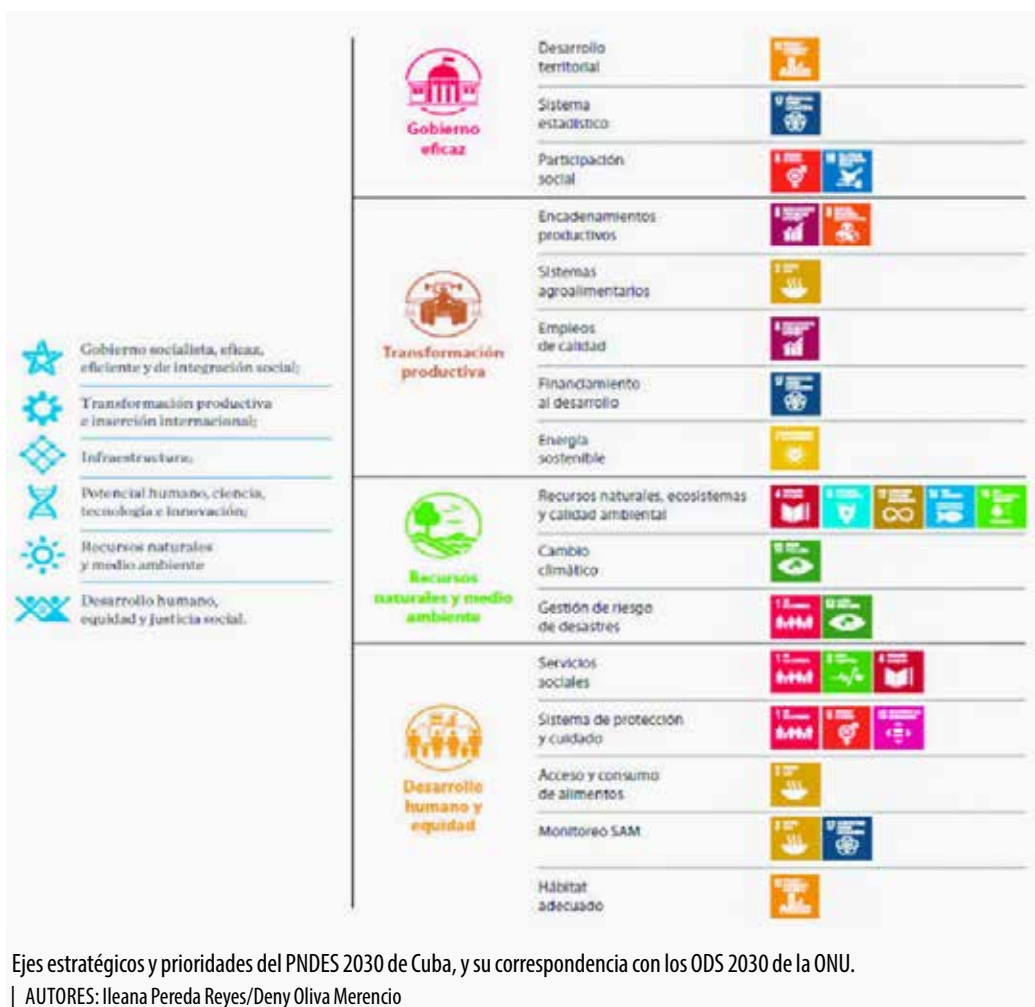 Gobierno socialista, eficaz,
eficiente y de integración social;
Transformación productiva
e inserción internacional;
Infraestructura;
Potencial humano, ciencia,
tecnología e innovación;
Recursos naturales
y medio ambiente
Desarrollo humano,
equidad y justicia social.
Gobierno
eficaz
Desarrollo
territorial
Sistema
estadístico
Participación
social
Transformación
productiva
Encadenamientos
productivos
Sistemas
agroalimentarios
Empleos
de calidad
Financiamiento
al desarrollo
Energía
sostenible
Recursos
naturales y medio
ambiente
Recursos naturales, ecosistemas
y calidad ambiental
Cambio
climático
Gestión de riesgo
de desastres
Desarrollo
humano y
equidad
Servicios
sociales
Sistema de protección
y cuidado
Acceso y consumo
de alimentos
Monitoreo SAM
Hábitat
adecuado
Ejes estratégicos y prioridades del PNDES 2030 de Cuba, y su correspondencia con los ODS 2030 de la ONU.
| AUTORES: Ileana Pereda Reyes/Deny Oliva Merencio